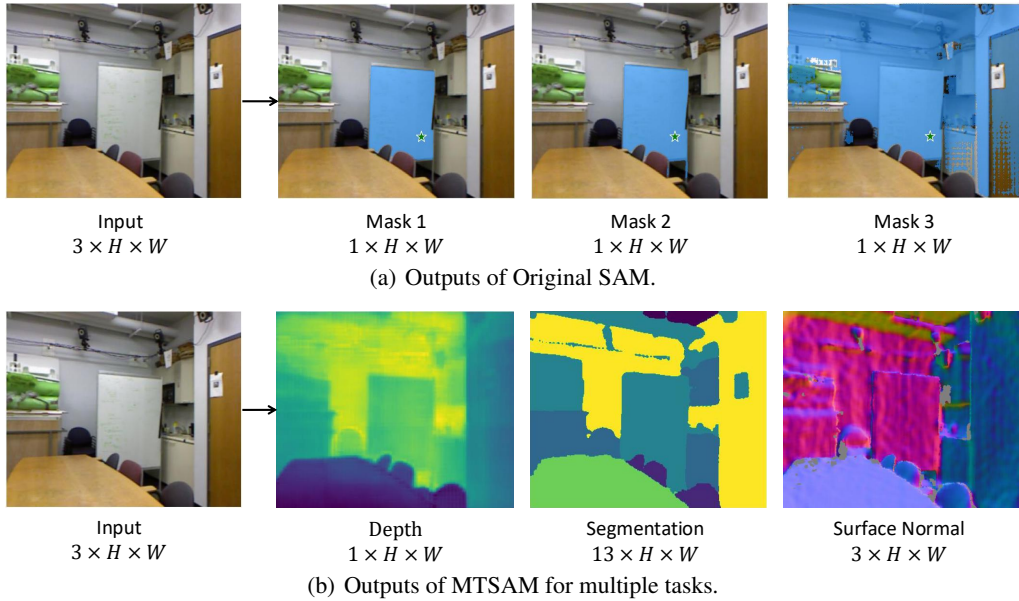 Input
3 × H × W
Mask 1
1 × H × W
Mask 2
1 × H × W
Mask 3
1 × H × W
(a) Outputs of Original SAM.
Input
3 × H × W
Depth
1 × H × W
Segmentation
13 × H × W
Surface Normal
3 × H × W
(b) Outputs of MTSAM for multiple tasks.